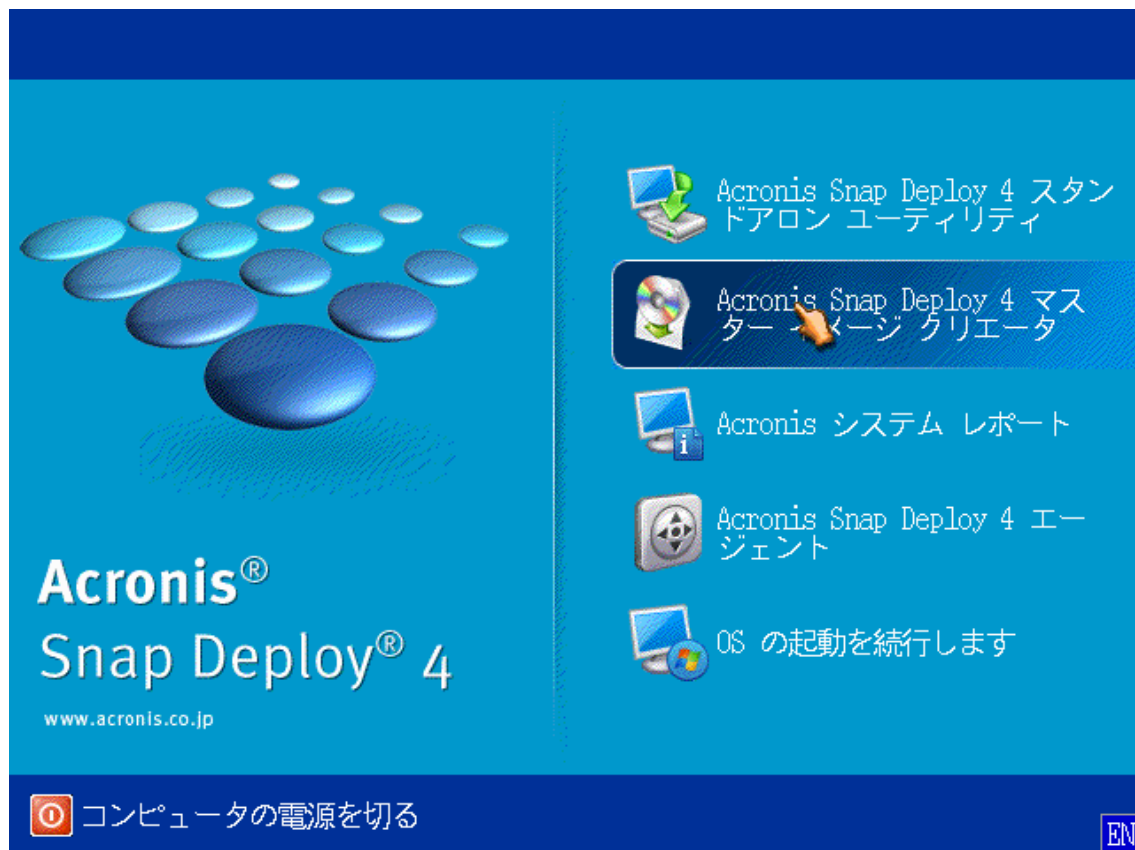 Acronis Snap Deploy 4 スタン
ドアロン ユーティリティ
Acronis Snap Deploy 4 マス
ター イメージ クリエータ
Acronis システム レポート
Acronis Snap Deploy 4 エー
ジェント
OS の起動を続行します
Acronis®
Snap Deploy® 4
www.acronis.co.jp
コンピュータの電源を切る
EN